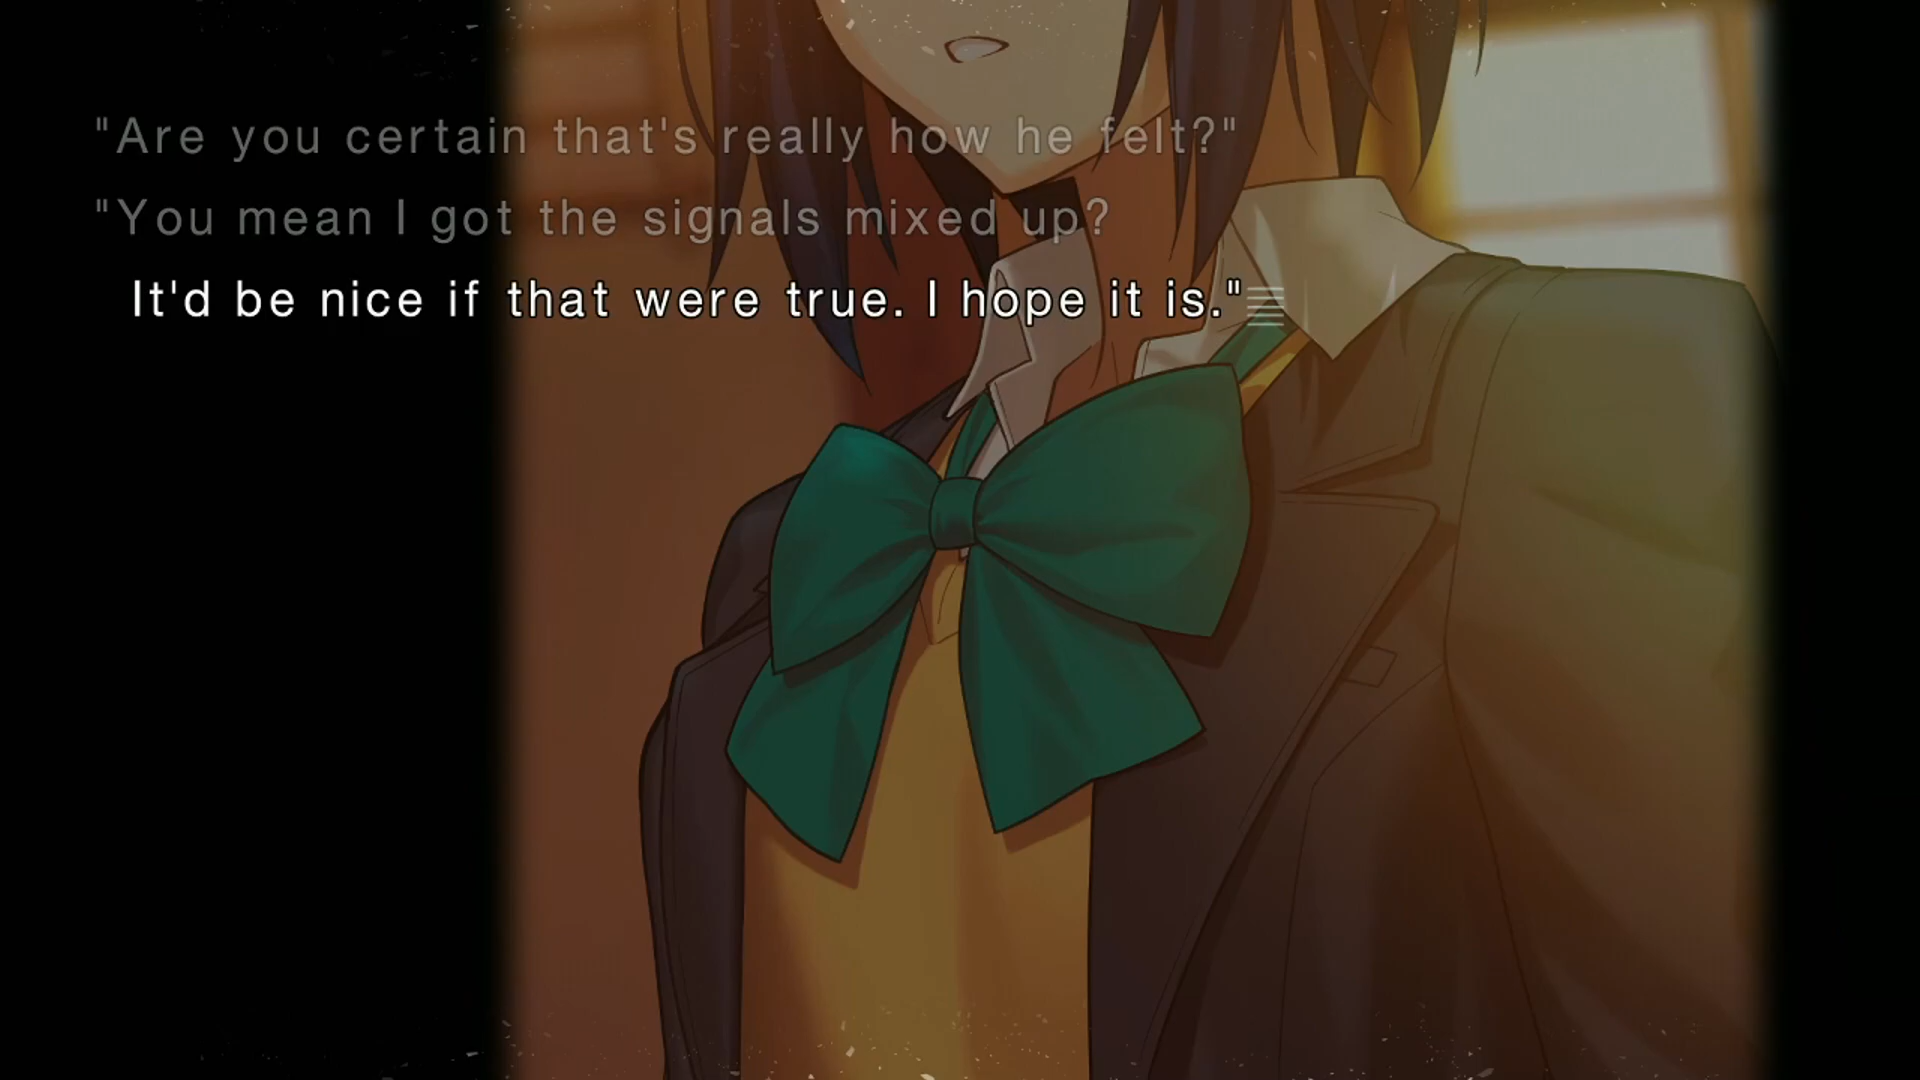 "Are you certain that's really how he felt?"
"You mean I got the signals mixed up?
It'd be nice if that were true. I hope it is."